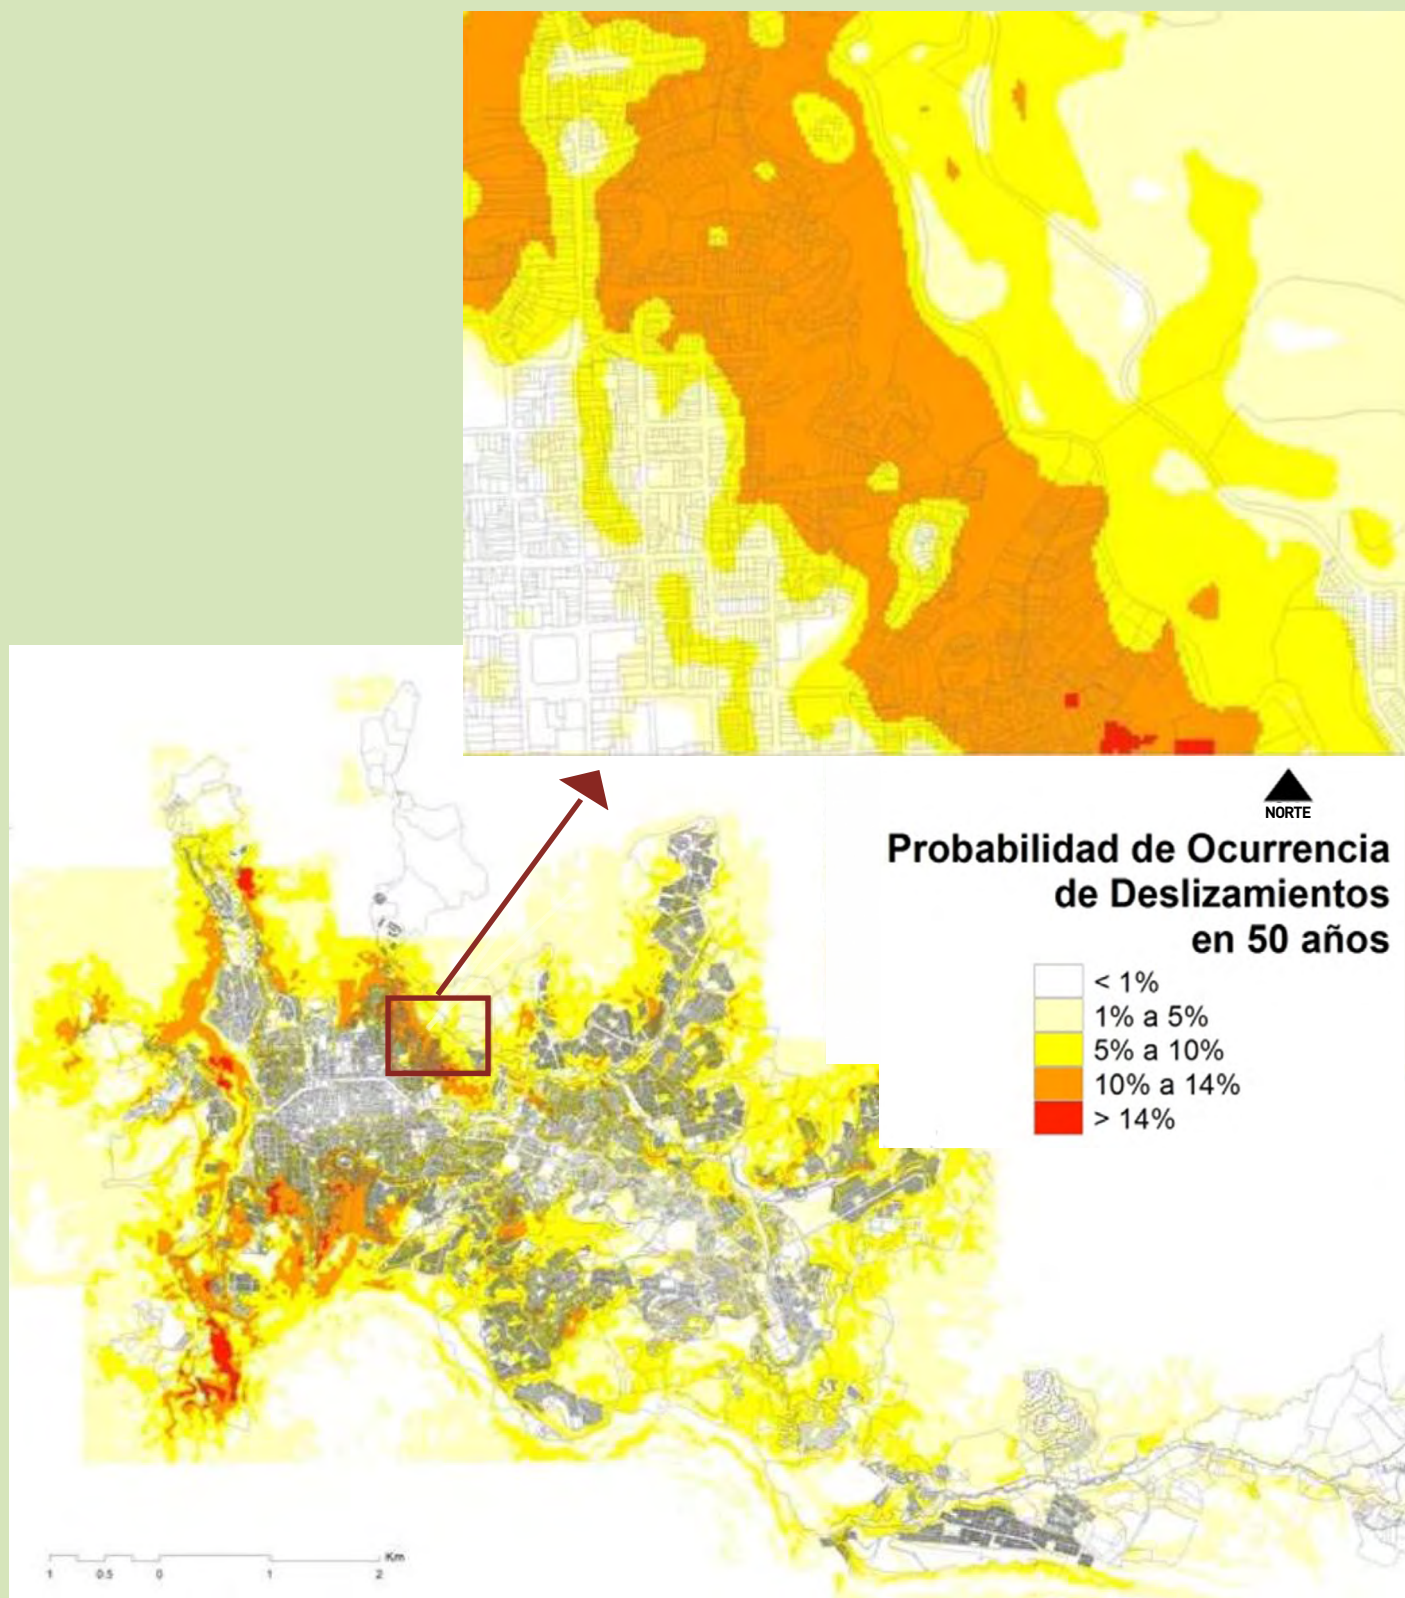 NORTE
Probabilidad de Ocurrencia
de Deslizamientos
en 50 años
< 1%
1% a 5%
5% a 10%
10% a 14%
> 14%
Km
1 0.5 0 1 2